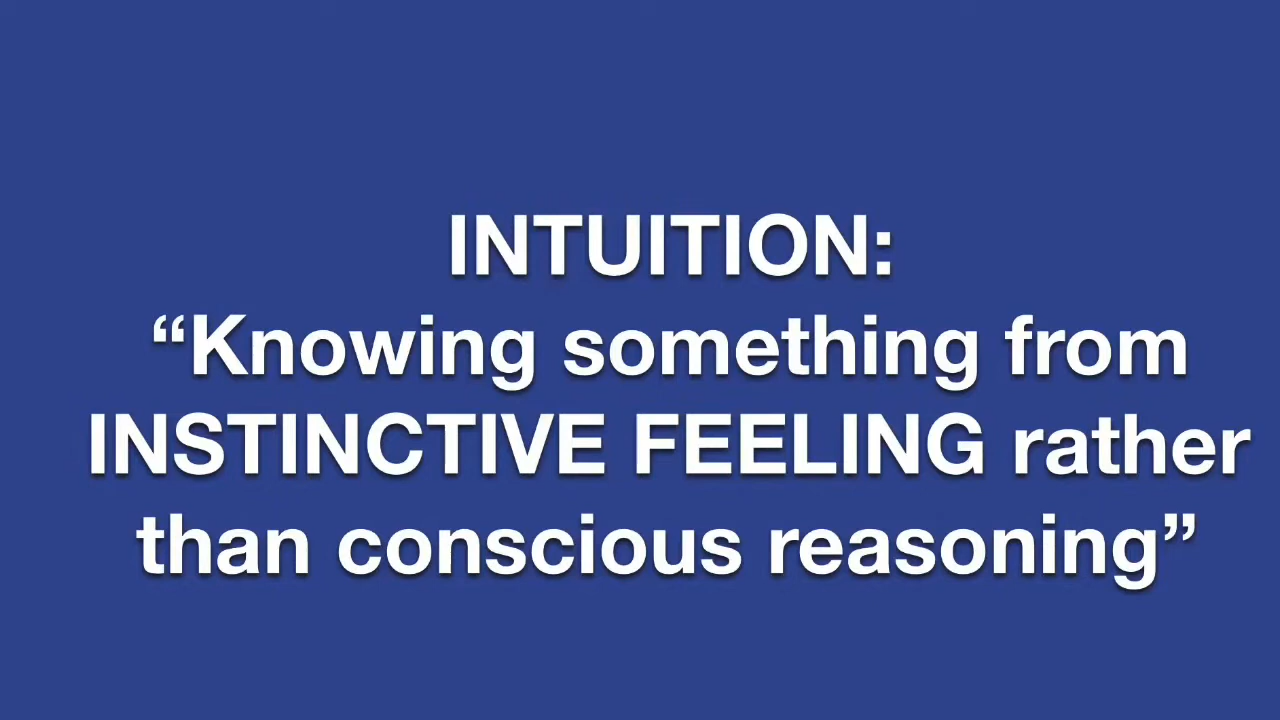 INTUITION:
“Knowing something from
INSTINCTIVE FEELING rather
than conscious reasoning”